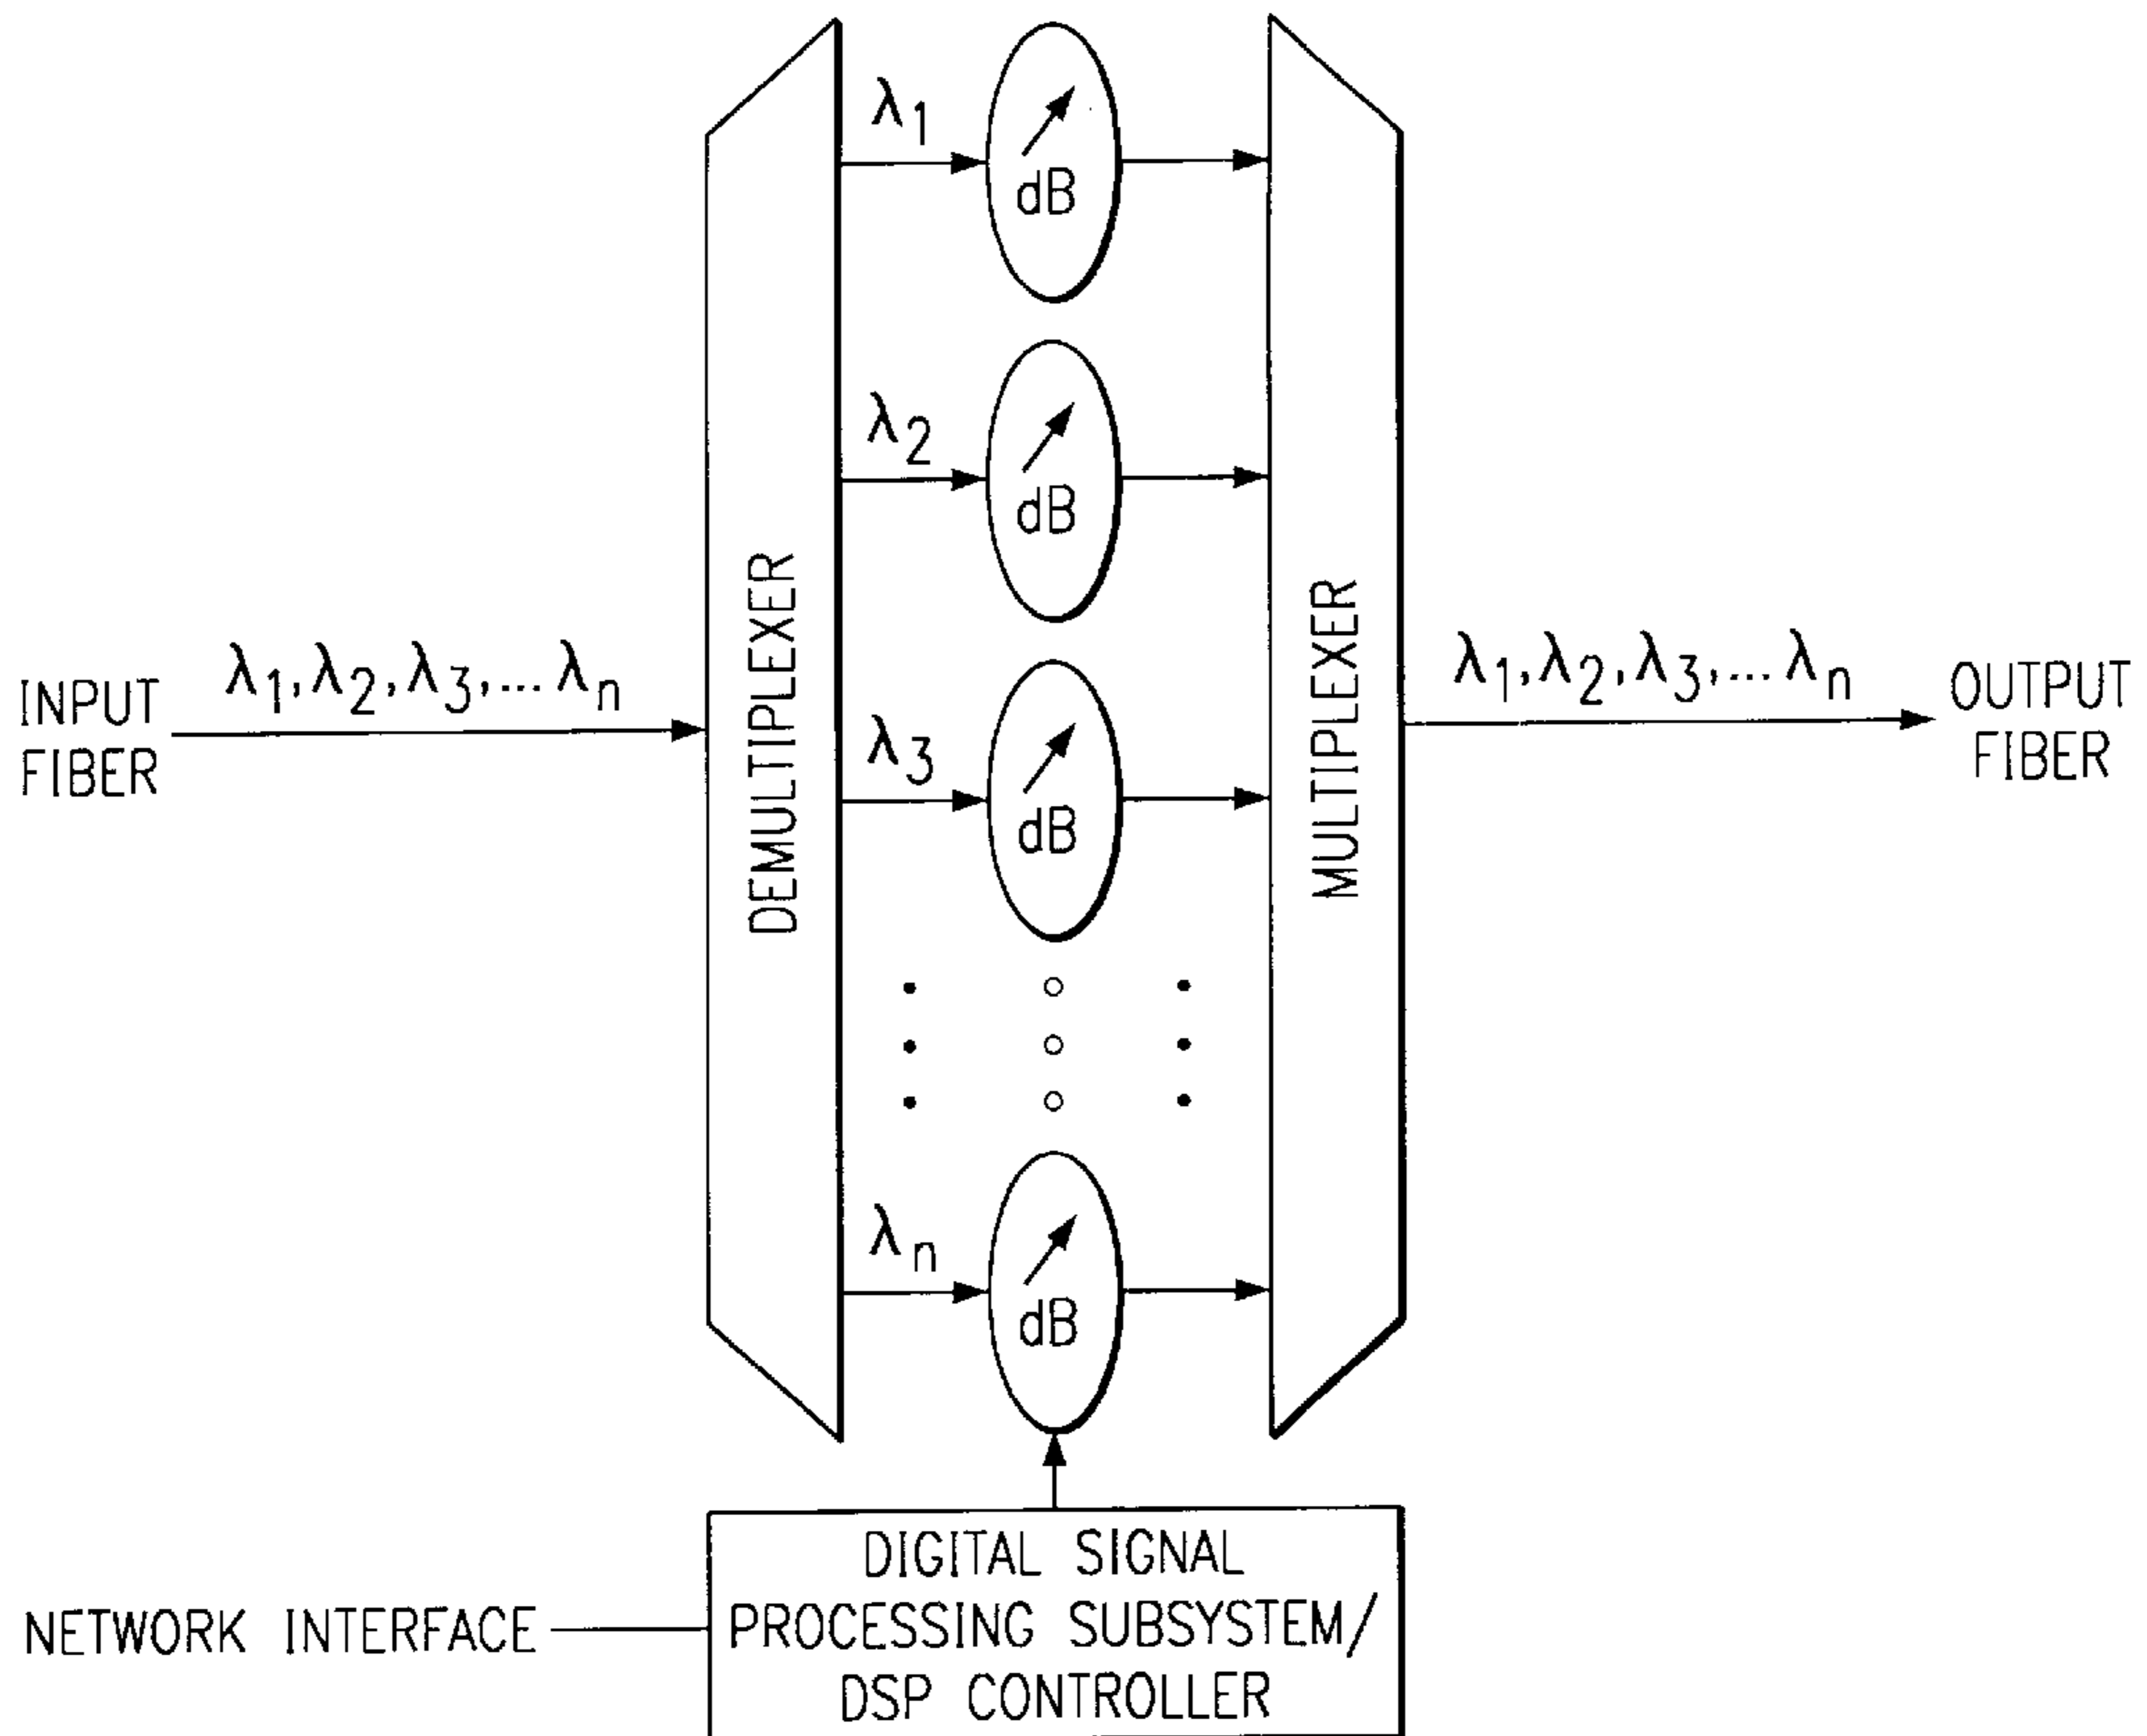 λ1
dB
λ2
dB
λ3
dB
λn
dB
INPUT
FIBER
λ1, λ2, λ3, ... λn
DEMULTIPLEXER
MULTIPLEXER
λ1, λ2, λ3, ... λn
OUTPUT
FIBER
NETWORK INTERFACE
DIGITAL SIGNAL
PROCESSING SUBSYSTEM/
DSP CONTROLLER